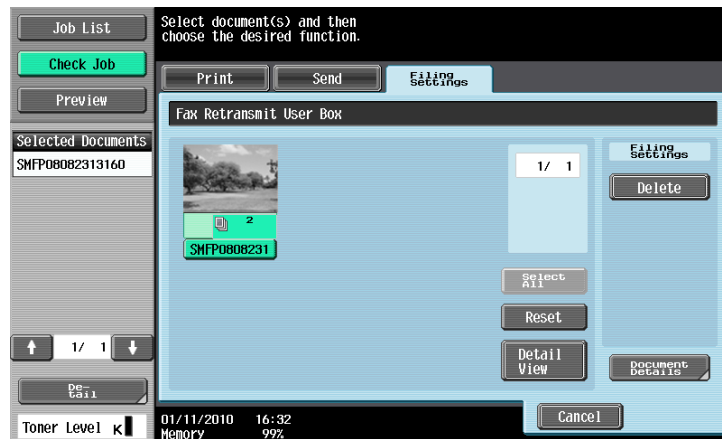 Job List
Check Job
Preview
Selected Documents
SMFP08082313160
1/ 1
De-
tail
Toner Level K
Select document(s) and then
choose the desired function.
Print
Send
Filing
Settings
Fax Retransmit User Box
2
SMFP0808231
1/ 1
Select
All
Reset
Detail
View
Filing
Settings
Delete
Document
Details
01/11/2010 16:32
Memory 99%
Cancel